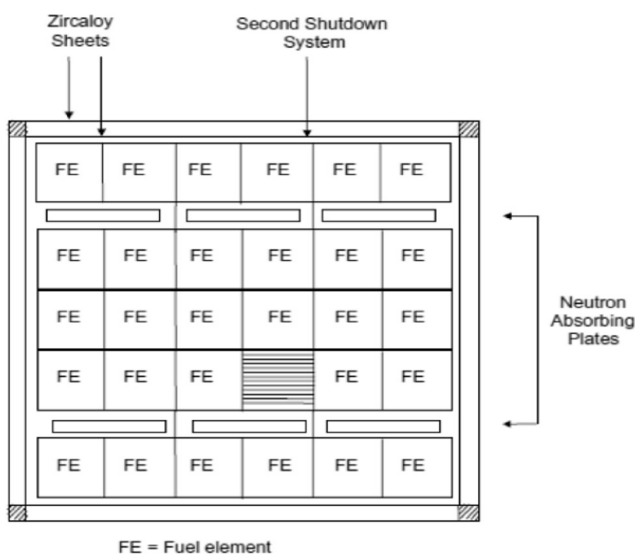 Zircaloy
Sheets
Second Shutdown
System
FE FE FE FE FE FE
FE FE FE FE FE FE
FE FE FE FE FE FE
FE FE FE FE FE
FE FE FE FE FE FE
Neutron
Absorbing
Plates
FE = Fuel element